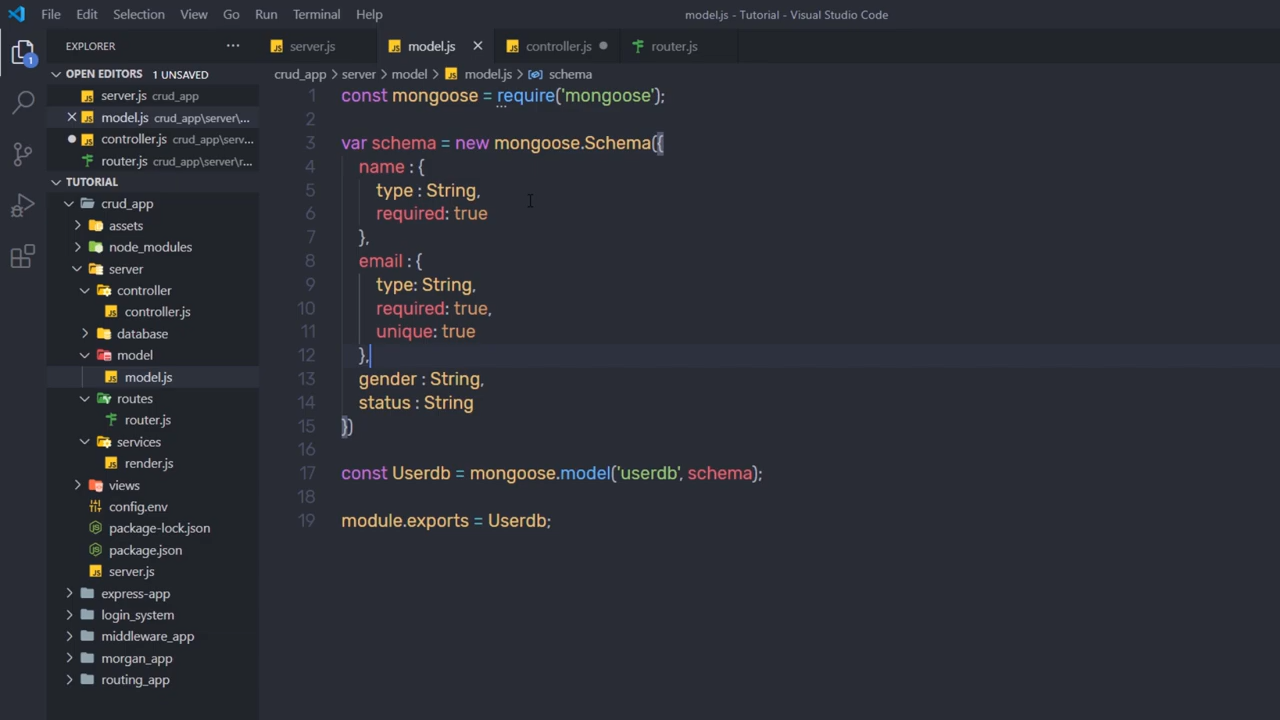 File Edit Selection View Go Run Terminal Help model.js - Tutorial - Visual Studio Code
EXPLORER ...
server.js model.js controller.js router.js
OPEN EDITORS 1 UNSAVED
server.js crud_app
model.js crud_app\server\...
controller.js crud_app\serv...
router.js crud_app\server\r...
TUTORIAL
crud_app
assets
node_modules
server
controller
controller.js
database
model
model.js
routes
router.js
services
render.js
views
config.env
package-lock.json
package.json
server.js
express-app
login_system
middleware_app
morgan_app
routing_app
1
crud_app > server > model > JS model.js > schema
1 const mongoose = require('mongoose');
2
3 var schema = new mongoose.Schema({
4 name : {
5 type : String,
6 required: true
7 },
8 email : {
9 type: String,
10 required: true,
11 unique: true
12 },
13 gender : String,
14 status : String
15 })
16
17 const Userdb = mongoose.model('userdb', schema);
18
19 module.exports = Userdb;